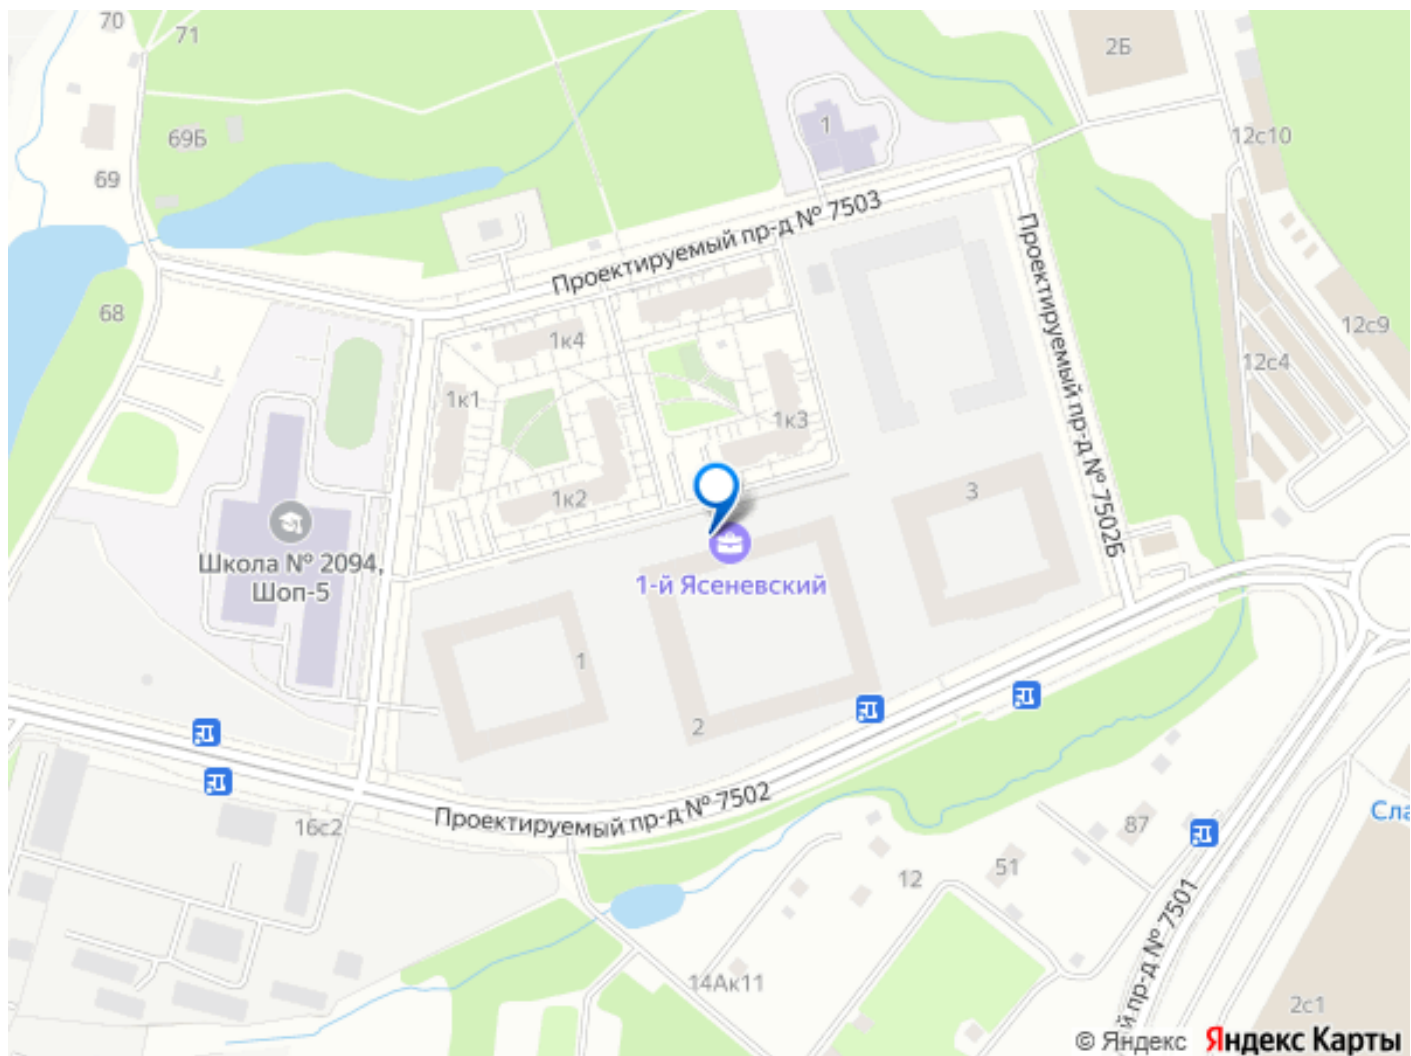 70
71
2Б
69Б
1
12с10
69
Проектируемый пр-д № 7503
68
12с9
1к4
12с4
Проектируемый пр-д № 7502Б
1к1
1к3
1к2
3
Школа № 2094,
Шоп-5
1-й Ясеневский
1
2
Проектируемый пр-д № 7502
16с2
Сла
87
51
12
й пр-д № 7501
14Ак11
2с1
© Яндекс Яндекс Карты